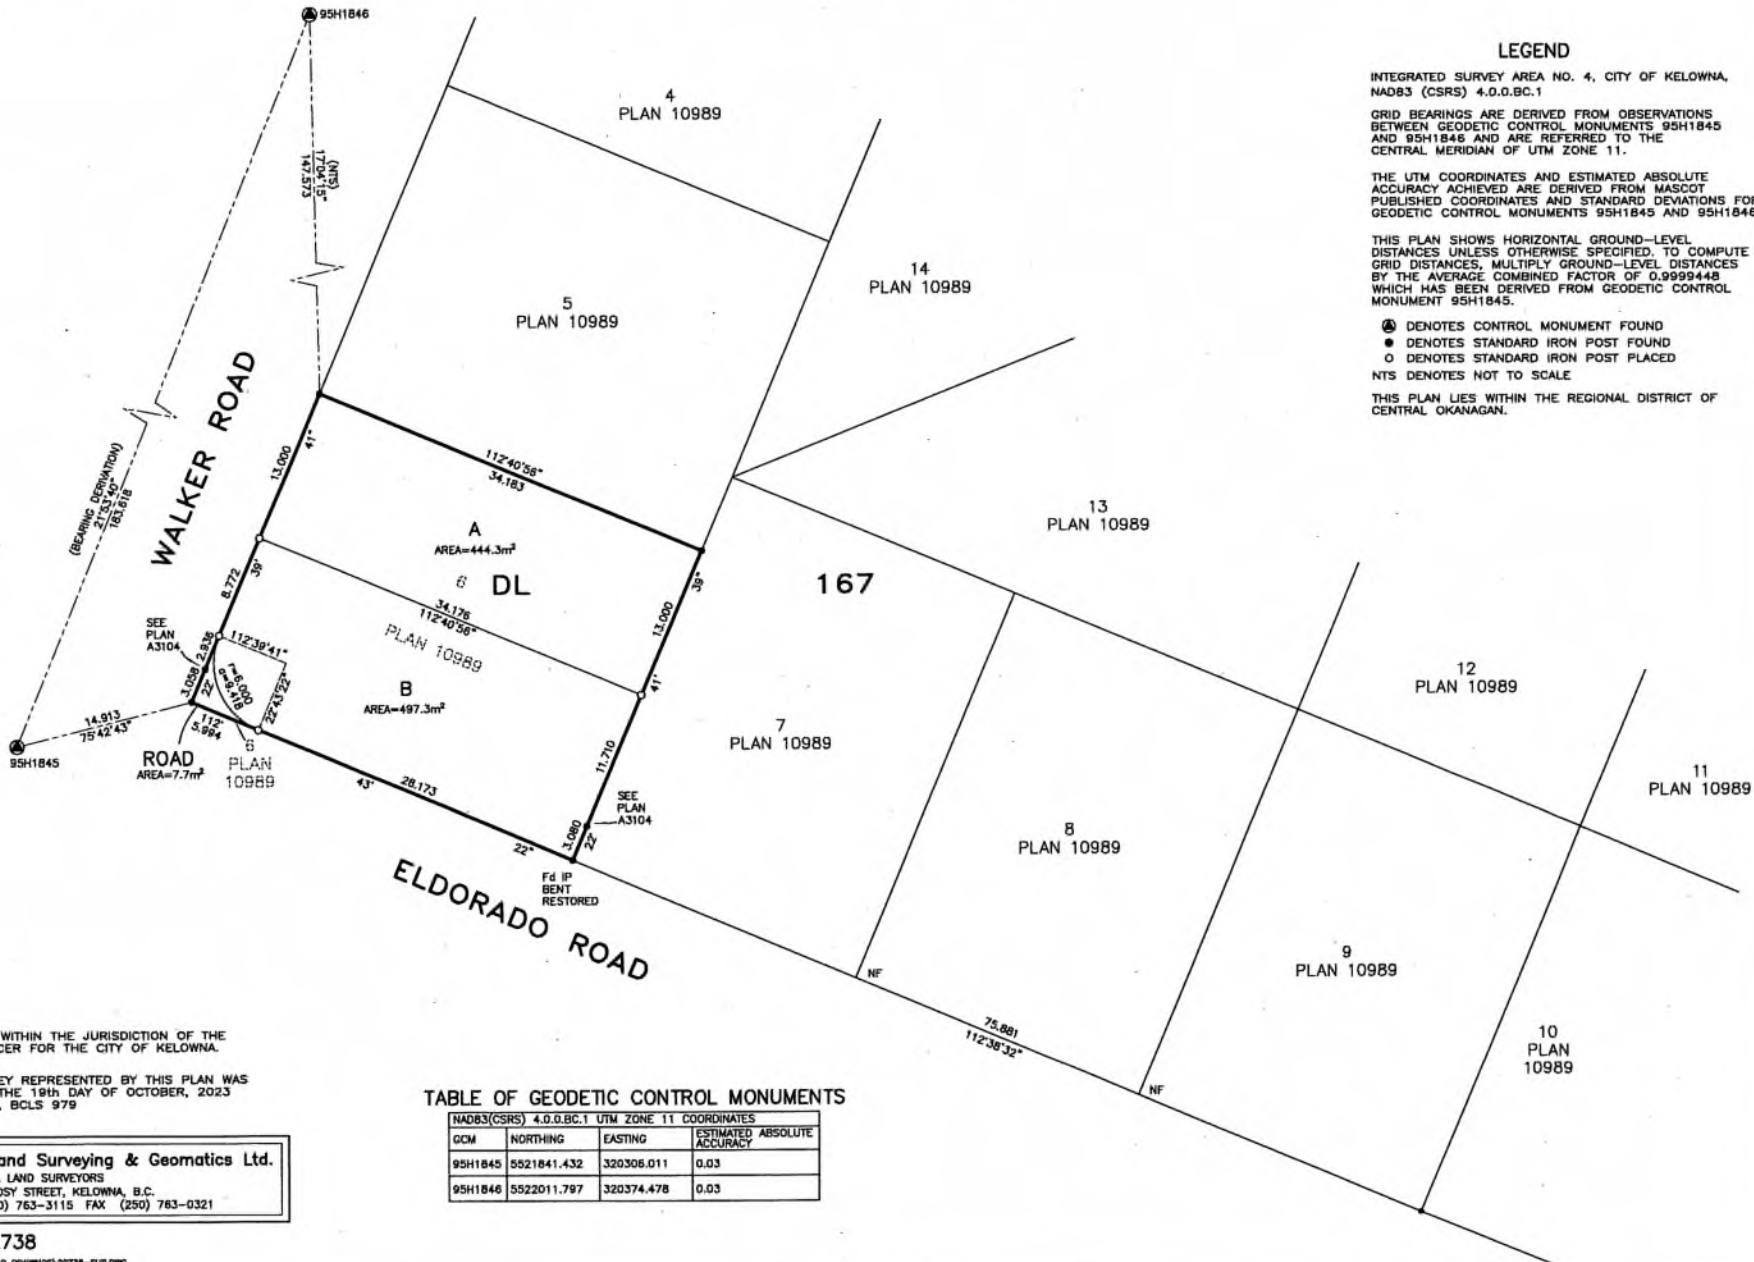 95H1846
(NTS)
17°04'15"
147.573
4
PLAN 10989
5
PLAN 10989
14
PLAN 10989
LEGEND
INTEGRATED SURVEY AREA NO. 4, CITY OF KELOWNA,
NAD83 (CSRS) 4.0.0.BC.1
GRID BEARINGS ARE DERIVED FROM OBSERVATIONS
BETWEEN GEODETIC CONTROL MONUMENTS 95H1845
AND 95H1846 AND ARE REFERRED TO THE
CENTRAL MERIDIAN OF UTM ZONE 11.
THE UTM COORDINATES AND ESTIMATED ABSOLUTE
ACCURACY ACHIEVED ARE DERIVED FROM MASCOT
PUBLISHED COORDINATES AND STANDARD DEVIATIONS FOR
GEODETIC CONTROL MONUMENTS 95H1845 AND 95H1846
THIS PLAN SHOWS HORIZONTAL GROUND-LEVEL
DISTANCES UNLESS OTHERWISE SPECIFIED. TO COMPUTE
GRID DISTANCES, MULTIPLY GROUND-LEVEL DISTANCES
BY THE AVERAGE COMBINED FACTOR OF 0.9999448
WHICH HAS BEEN DERIVED FROM GEODETIC CONTROL
MONUMENT 95H1845.
DENOTES CONTROL MONUMENT FOUND
DENOTES STANDARD IRON POST FOUND
DENOTES STANDARD IRON POST PLACED
NTS DENOTES NOT TO SCALE
THIS PLAN LIES WITHIN THE REGIONAL DISTRICT OF
CENTRAL OKANAGAN.
WALKER ROAD
(BEARING DERIVATION)
21°53'40"
183.618
13.000
41"
112°40'56"
34.183
A
AREA=444.3m²
6
DL
167
39"
13.000
41'
8.772
39'
34.176
112°40'56"
PLAN 10989
B
AREA=497.3m²
SEE
PLAN
A3104
2.936
112°39'41"
3.058
22'
r=6.000
a=9.418
22°43'22"
112°
5.994
14.913
75°42'43"
95H1845
ROAD
AREA=7.7m²
6
PLAN
10989
43'
28.173
22"
11.710
SEE
PLAN
A3104
3.080
22°
Fd IP
BENT
RESTORED
ELDORADO ROAD
13
PLAN 10989
7
PLAN 10989
12
PLAN 10989
11
PLAN 10989
8
PLAN 10989
9
PLAN 10989
10
PLAN
10989
NF
75.881
112°38'32"
NF
WITHIN THE JURISDICTION OF THE
CER FOR THE CITY OF KELOWNA.
EY REPRESENTED BY THIS PLAN WAS
THE 19th DAY OF OCTOBER, 2023
, BCLS 979
and Surveying & Geomatics Ltd.
LAND SURVEYORS
OSY STREET, KELOWNA, B.C.
0) 763-3115 FAX (250) 763-0321
738
TABLE OF GEODETIC CONTROL MONUMENTS
NAD83(CSRS) 4.0.0.BC.1 UTM ZONE 11 COORDINATES
GCM NORTHING EASTING ESTIMATED ABSOLUTE ACCURACY
95H1845 5521841.432 320306.011 0.03
95H1846 5522011.797 320374.478 0.03